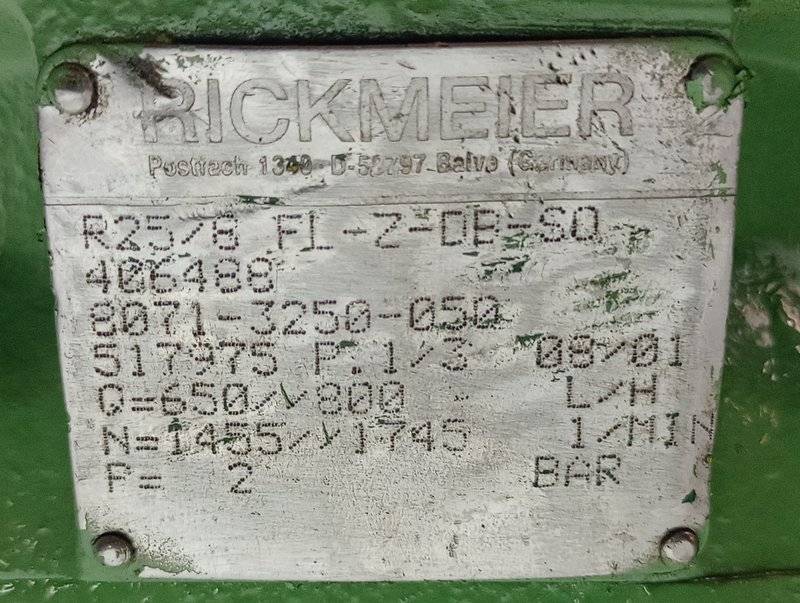 RICKMEIER
Postfach 1340-D-58797 Balve (Germany)
R25/8 FL-Z-DB-SO
406488
8071-3250-050
517975 P.1/3 08/01
Q=650/√800 L/H
N=1455/√1745 1/MIN
P= 2 BAR